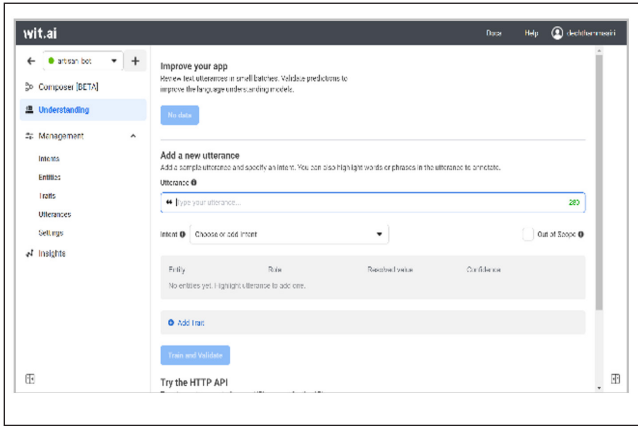 wit.ai
Docs Help dechthammasiri
artisan-bot
Composer [BETA]
Understanding
Management
Intents
Entities
Traits
Utterances
Settings
Insights
Improve your app
Review text utterances in small batches. Validate predictions to
improve the language understanding models.
No data
Add a new utterance
Add a sample utterance and specify an intent. You can also highlight words or phrases in the utterance to annotate.
Utterance
Type your utterance...
280
Intent Choose or add intent
Out of Scope
Entity Role Resolved value Confidence
No entities yet. Highlight utterance to add one.
Add Trait
Train and Validate
Try the HTTP API